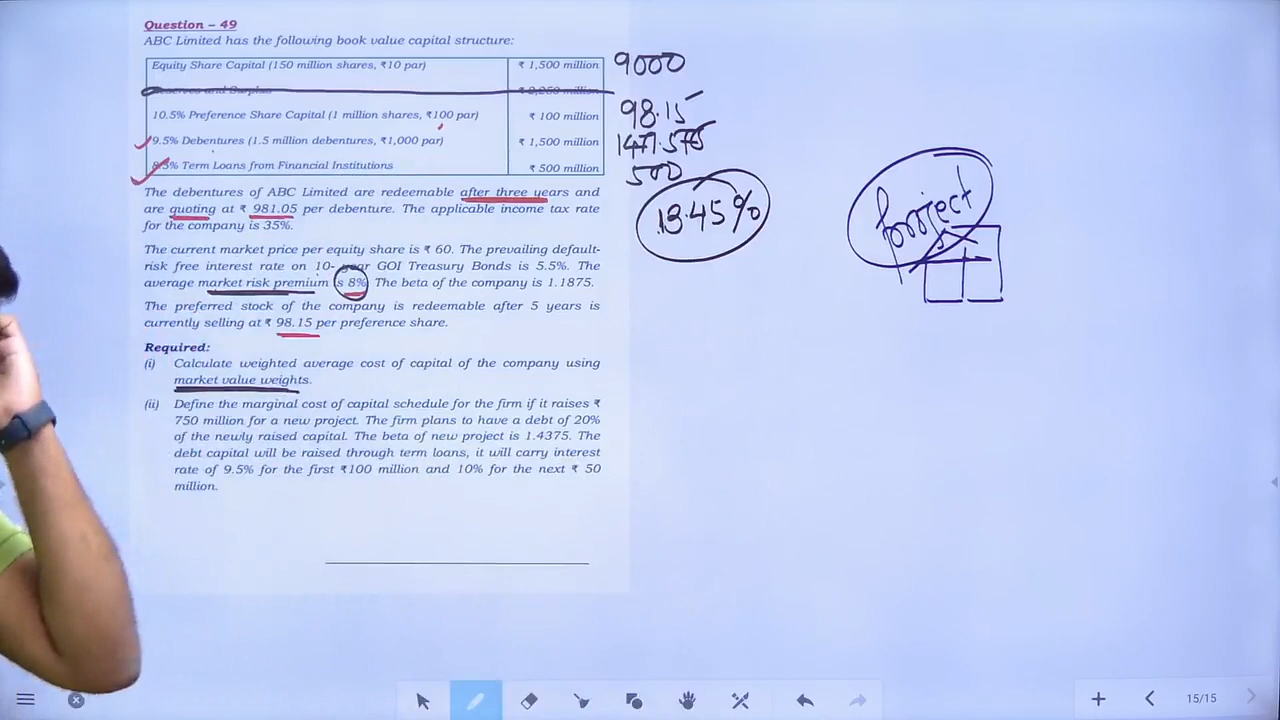 Question – 49
ABC Limited has the following book value capital structure:
Equity Share Capital (150 million shares, ₹10 par) ₹ 1,500 million
Reserves and Surplus ₹ 2,250 million
10.5% Preference Share Capital (1 million shares, ₹100 par) ₹ 100 million
9.5% Debentures (1.5 million debentures, ₹1,000 par) ₹ 1,500 million
8.5% Term Loans from Financial Institutions ₹ 500 million
The debentures of ABC Limited are redeemable after three years and
are quoting at ₹ 981.05 per debenture. The applicable income tax rate
for the company is 35%.
The current market price per equity share is ₹ 60. The prevailing default-
risk free interest rate on 10-year GOI Treasury Bonds is 5.5%. The
average market risk premium is 8%. The beta of the company is 1.1875.
The preferred stock of the company is redeemable after 5 years is
currently selling at ₹ 98.15 per preference share.
Required:
(i) Calculate weighted average cost of capital of the company using
market value weights.
(ii) Define the marginal cost of capital schedule for the firm if it raises ₹
750 million for a new project. The firm plans to have a debt of 20%
of the newly raised capital. The beta of new project is 1.4375. The
debt capital will be raised through term loans, it will carry interest
rate of 9.5% for the first ₹100 million and 10% for the next ₹ 50
million.
9000
98.15
1471.575
500
13.45%
Project
15/15